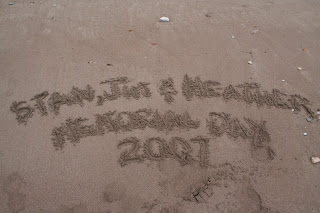 STAN, JIM & HEATHER
MEMORIAL DAY
2007